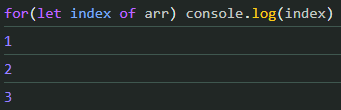 for(let index of arr) console.log(index)
1
2
3